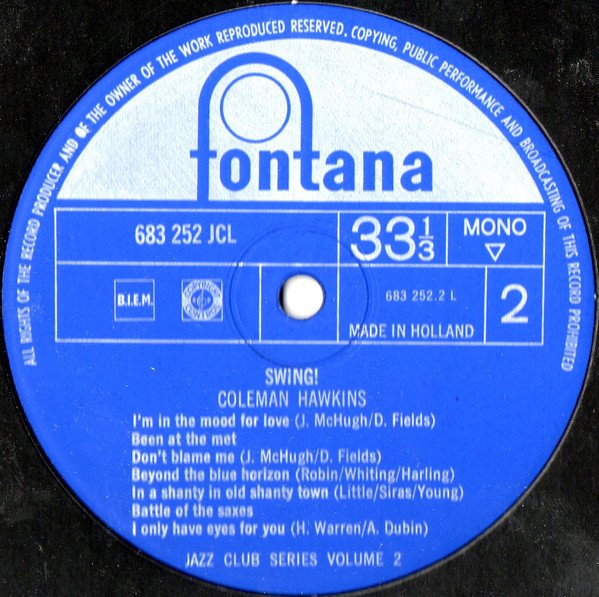 ALL RIGHTS OF THE RECORD PRODUCER AND OF THE OWNER OF THE WORK REPRODUCED RESERVED. COPYING, PUBLIC PERFORMANCE AND BROADCASTING OF THIS RECORD PROHIBITED
fontana
683 252 JCL
33 1/3
MONO
B.I.E.M.
683 252.2 L
2
MADE IN HOLLAND
SWING!
COLEMAN HAWKINS
I'm in the mood for love (J. McHugh/D. Fields)
Been at the met
Don't blame me (J. McHugh/D. Fields)
Beyond the blue horizon (Robin/Whiting/Harling)
In a shanty in old shanty town (Little/Siras/Young)
Battle of the saxes
I only have eyes for you (H. Warren/A. Dubin)
JAZZ CLUB SERIES VOLUME 2